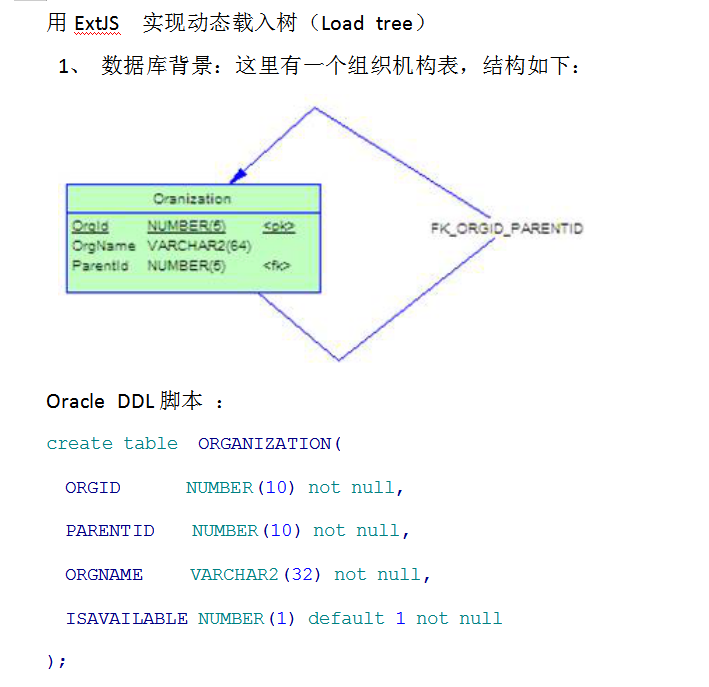 用 ExtJS 实现动态载入树（Load tree）
1、 数据库背景：这里有一个组织机构表，结构如下：
Oranization
OrgId NUMBER(5) <pk>
OrgName VARCHAR2(64)
ParentId NUMBER(5) <fk>
FK_ORGID_PARENTID
Oracle DDL脚本 ：
create table ORGANIZATION(
ORGID NUMBER(10) not null,
PARENTID NUMBER(10) not null,
ORGNAME VARCHAR2(32) not null,
ISAVAILABLE NUMBER(1) default 1 not null
);